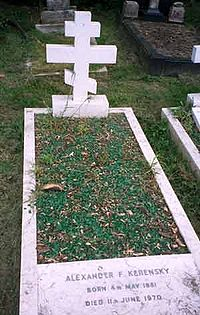 ALEXANDER F. KERENSKY
BORN 4TH MAY 1881
DIED 11TH JUNE 1970